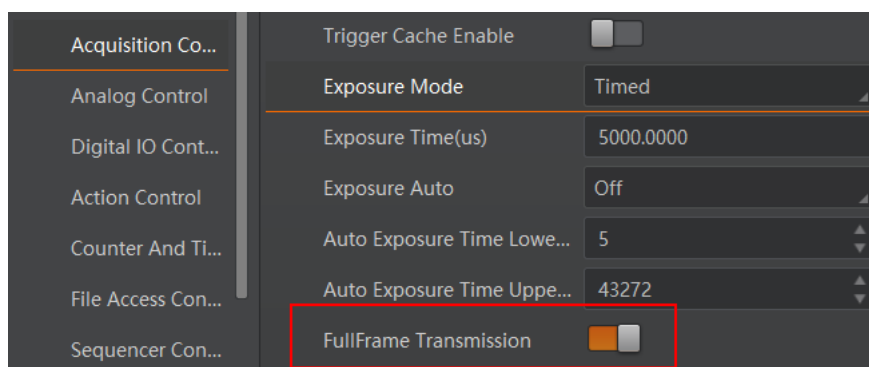 Acquisition Co...
Analog Control
Digital IO Cont...
Action Control
Counter And Ti...
File Access Con...
Sequencer Con...
Trigger Cache Enable
Exposure Mode Timed
Exposure Time(us) 5000.0000
Exposure Auto Off
Auto Exposure Time Lowe... 5
Auto Exposure Time Uppe... 43272
FullFrame Transmission